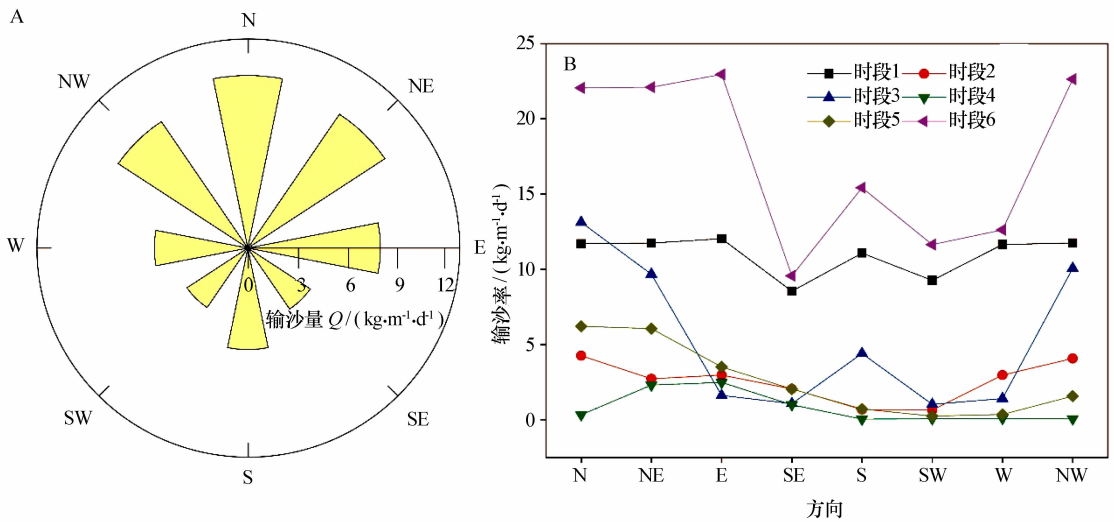 A
N
NW
NE
W
E
0 3 6 9 12
输沙量 Q/(kg·m⁻¹·d⁻¹)
SW
SE
S
B
时段1 时段2
时段3 时段4
时段5 时段6
25
20
15
10
5
0
输沙率/(kg·m⁻¹·d⁻¹)
N NE E SE S SW W NW
方向